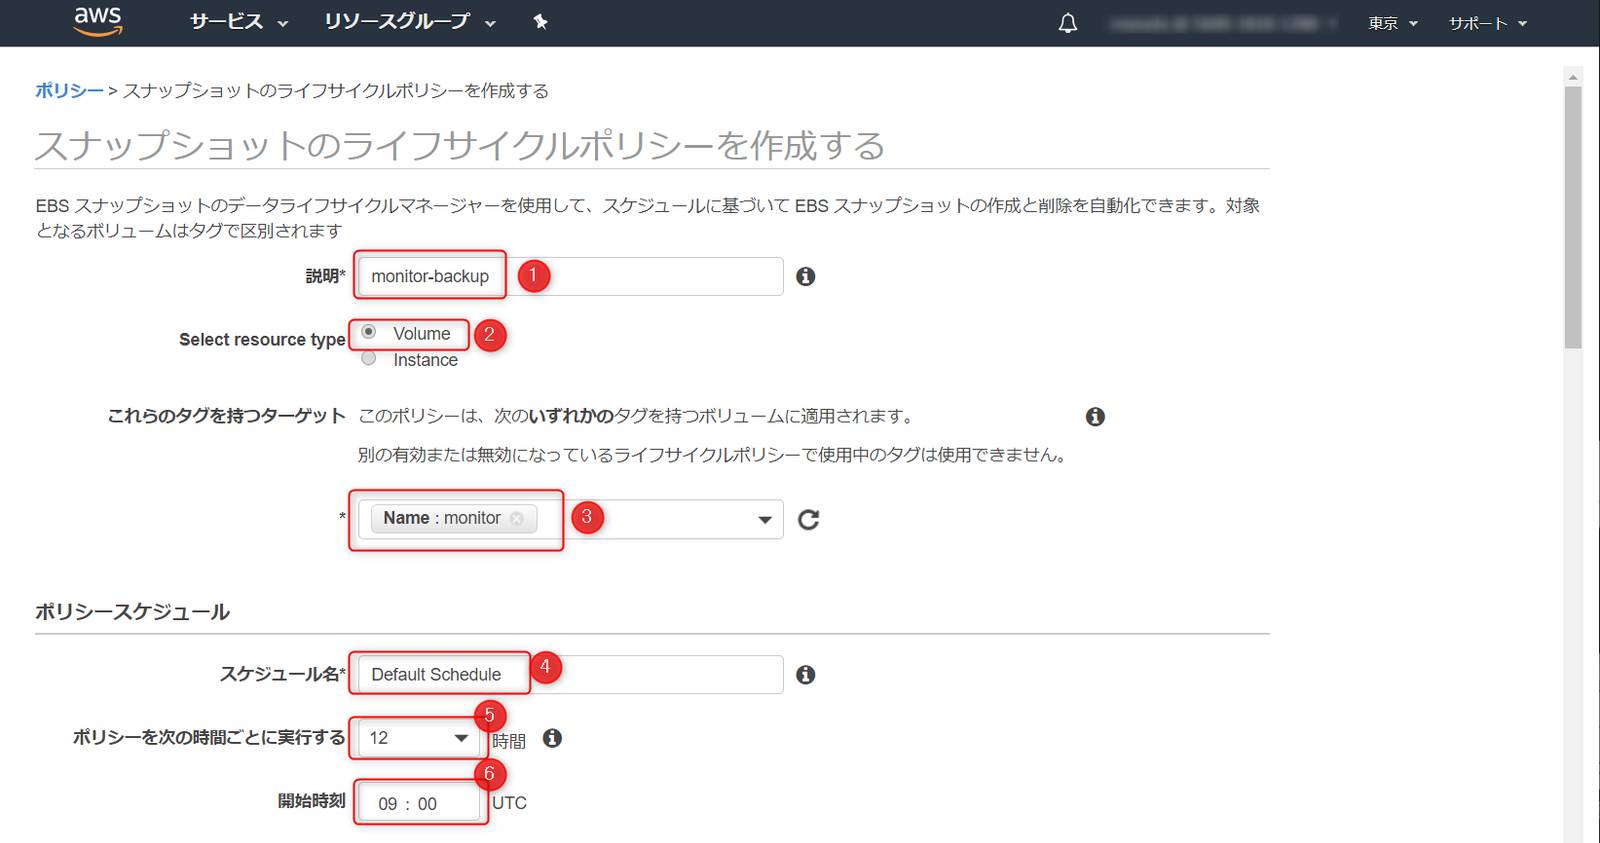 aws サービス リソースグループ 東京 サポート
ポリシー > スナップショットのライフサイクルポリシーを作成する
スナップショットのライフサイクルポリシーを作成する
EBS スナップショットのデータライフサイクルマネージャーを使用して、スケジュールに基づいて EBS スナップショットの作成と削除を自動化できます。対象
となるボリュームはタグで区別されます
説明* monitor-backup 1
Select resource type Volume 2
Instance
これらのタグを持つターゲット このポリシーは、次のいずれかのタグを持つボリュームに適用されます。
別の有効または無効になっているライフサイクルポリシーで使用中のタグは使用できません。
* Name : monitor 3
ポリシースケジュール
スケジュール名* Default Schedule 4
ポリシーを次の時間ごとに実行する 12 時間 5
開始時刻 09 : 00 UTC 6